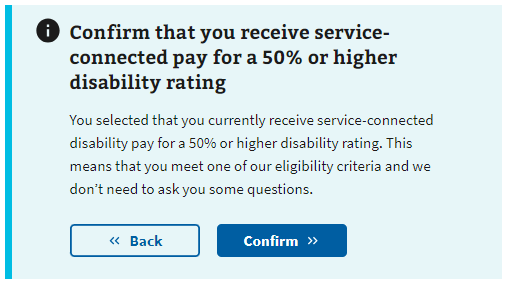 Confirm that you receive service-
connected pay for a 50% or higher
disability rating
You selected that you currently receive service-connected
disability pay for a 50% or higher disability rating. This
means that you meet one of our eligibility criteria and we
don’t need to ask you some questions.
« Back
Confirm »